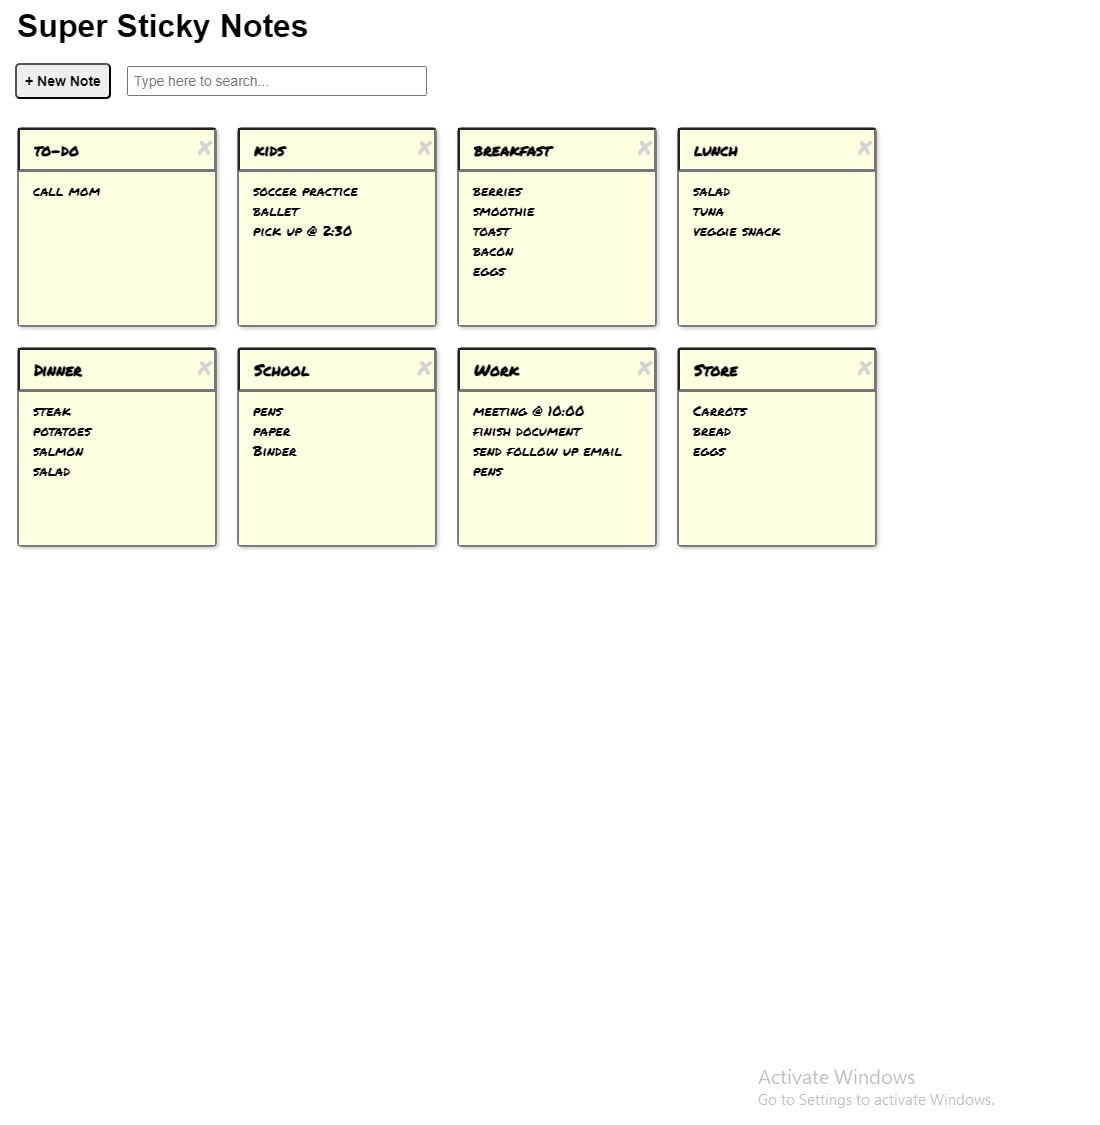 Super Sticky Notes
+ New Note
Type here to search...
to-do
call mom
kids
soccer practice
ballet
pick up @ 2:30
breakfast
berries
smoothie
toast
bacon
eggs
lunch
salad
tuna
veggie snack
Dinner
steak
potatoes
salmon
salad
School
pens
paper
Binder
Work
meeting @ 10:00
finish document
send follow up email
pens
Store
Carrots
bread
eggs
Activate Windows
Go to Settings to activate Windows.